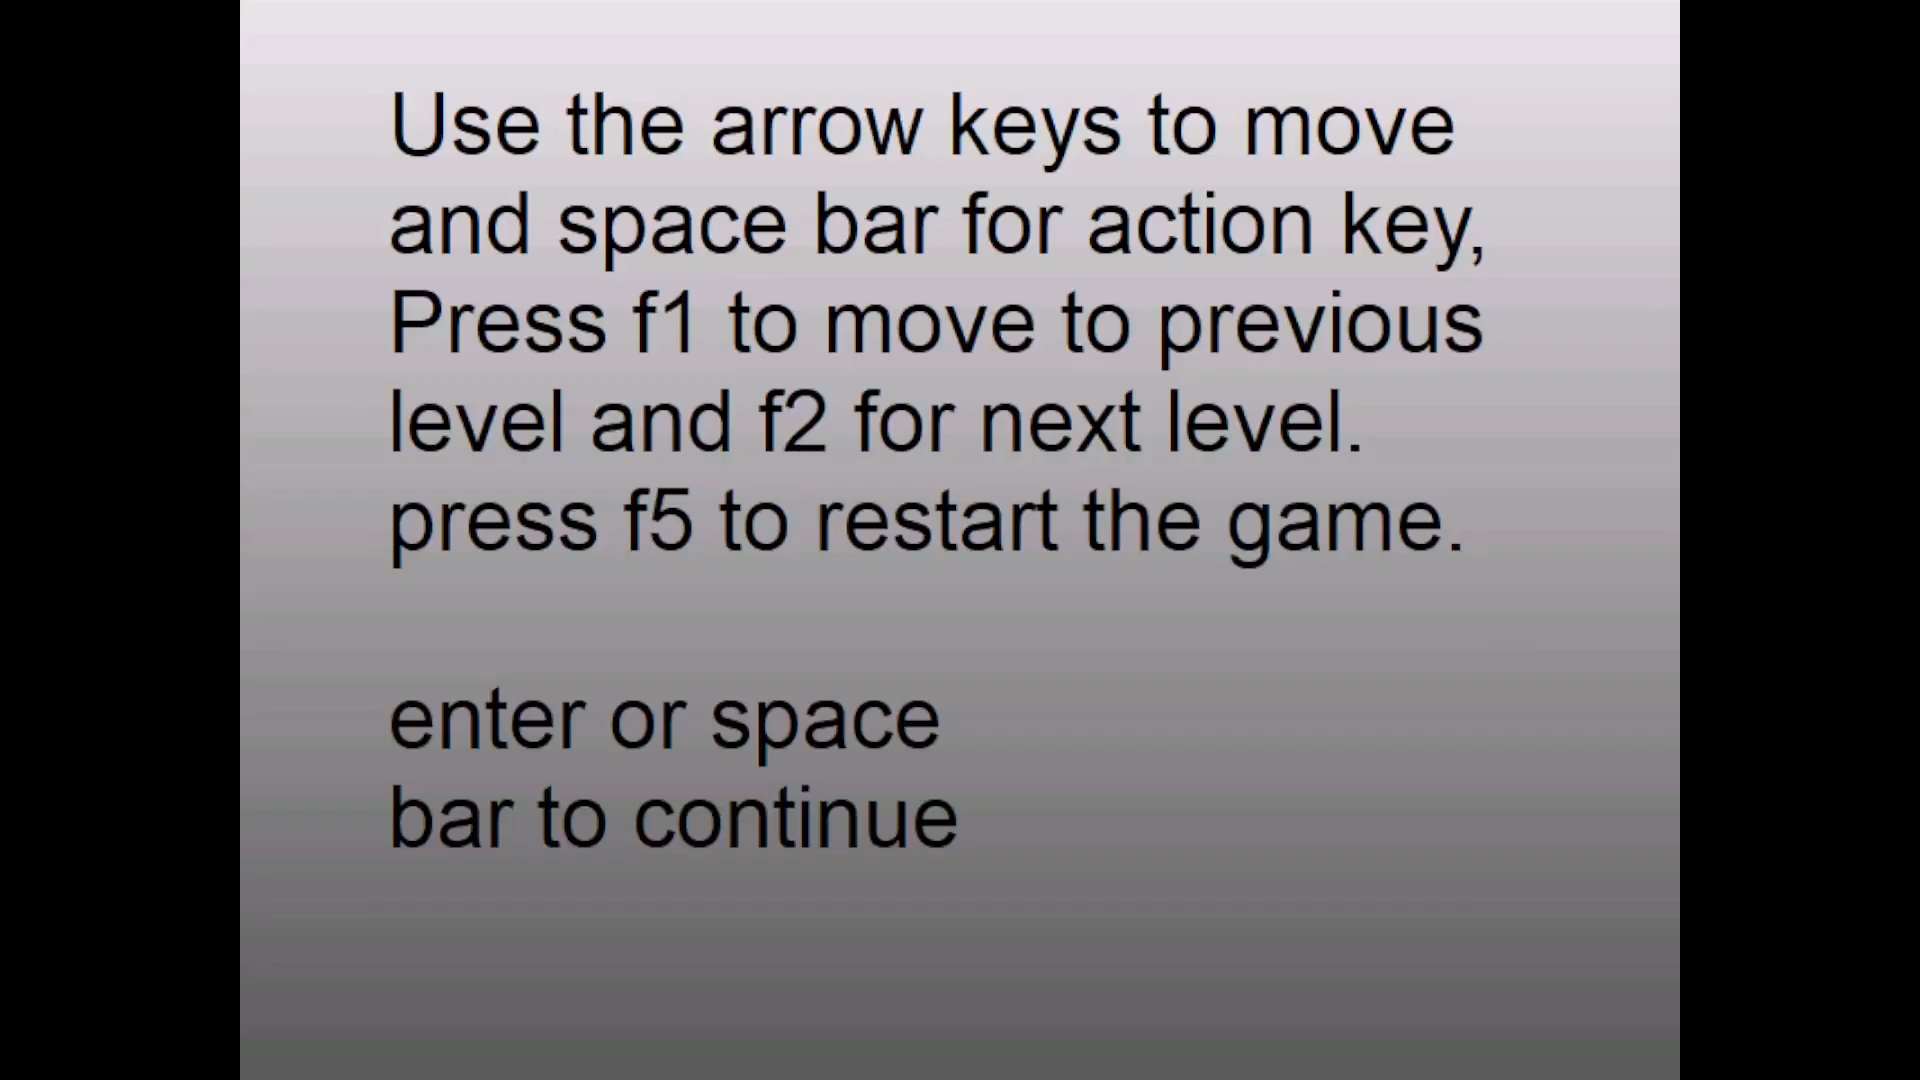 Use the arrow keys to move
and space bar for action key,
Press f1 to move to previous
level and f2 for next level.
press f5 to restart the game.
enter or space
bar to continue